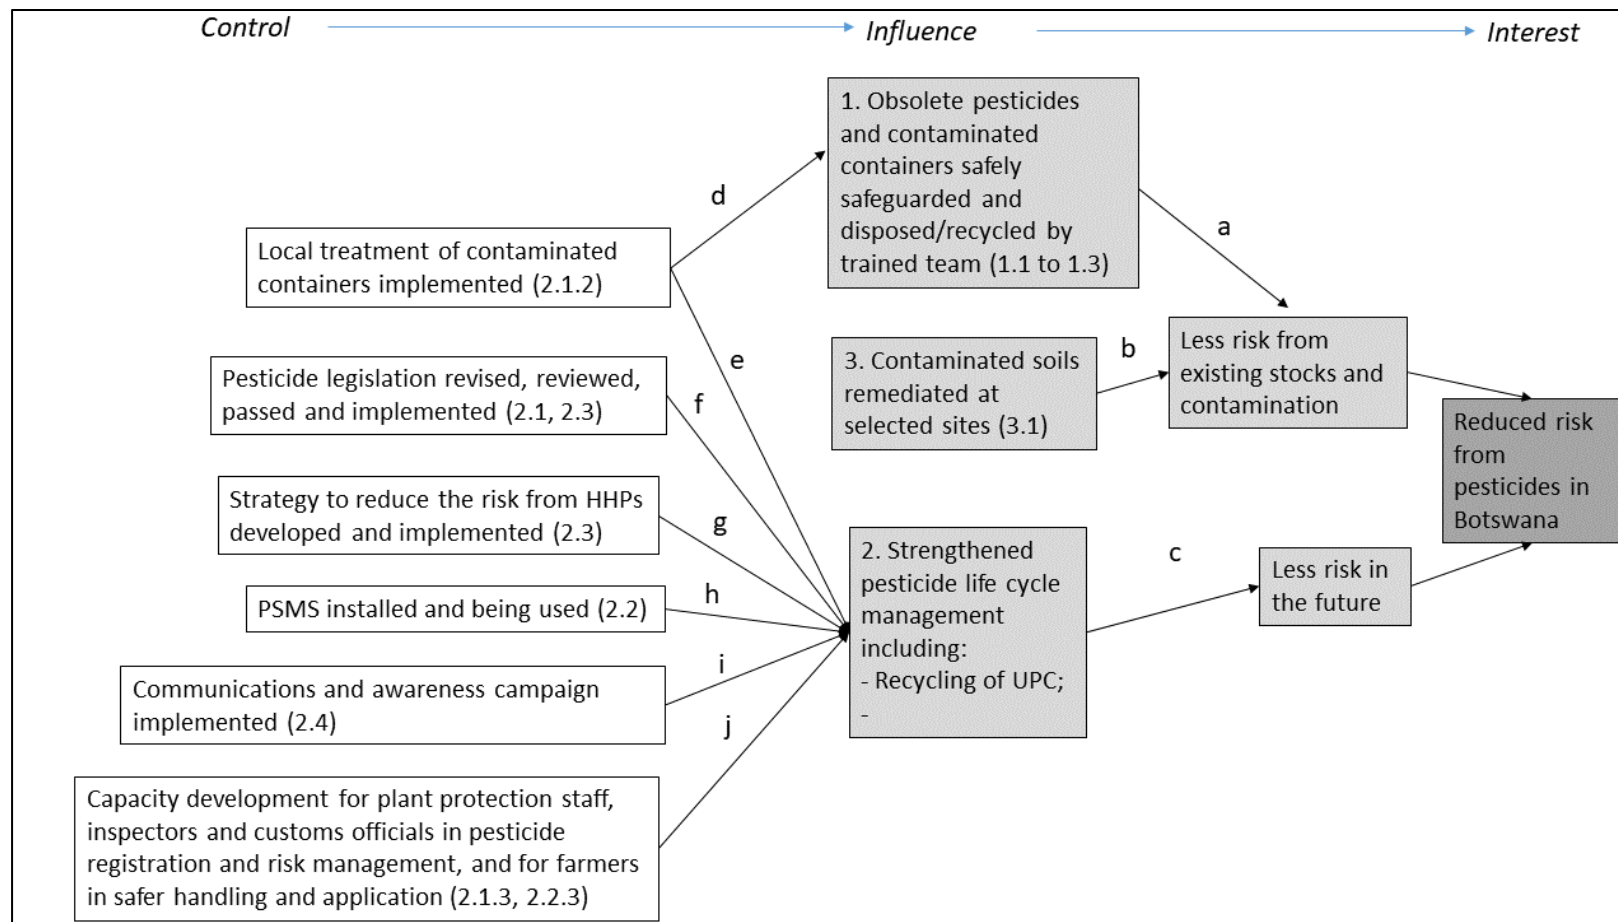 Control
Influence
Interest
1. Obsolete pesticides
and contaminated
containers safely
safeguarded and
disposed/recycled by
trained team (1.1 to 1.3)
d
a
Local treatment of contaminated
containers implemented (2.1.2)
3. Contaminated soils
remediated at
selected sites (3.1)
b
Less risk from
existing stocks and
contamination
e
Pesticide legislation revised, reviewed,
passed and implemented (2.1, 2.3)
f
Reduced risk
from
pesticides in
Botswana
Strategy to reduce the risk from HHPs
developed and implemented (2.3)
g
2. Strengthened
pesticide life cycle
management
including:
- Recycling of UPC;
-
c
Less risk in
the future
PSMS installed and being used (2.2)
h
Communications and awareness campaign
implemented (2.4)
i
j
Capacity development for plant protection staff,
inspectors and customs officials in pesticide
registration and risk management, and for farmers
in safer handling and application (2.1.3, 2.2.3)